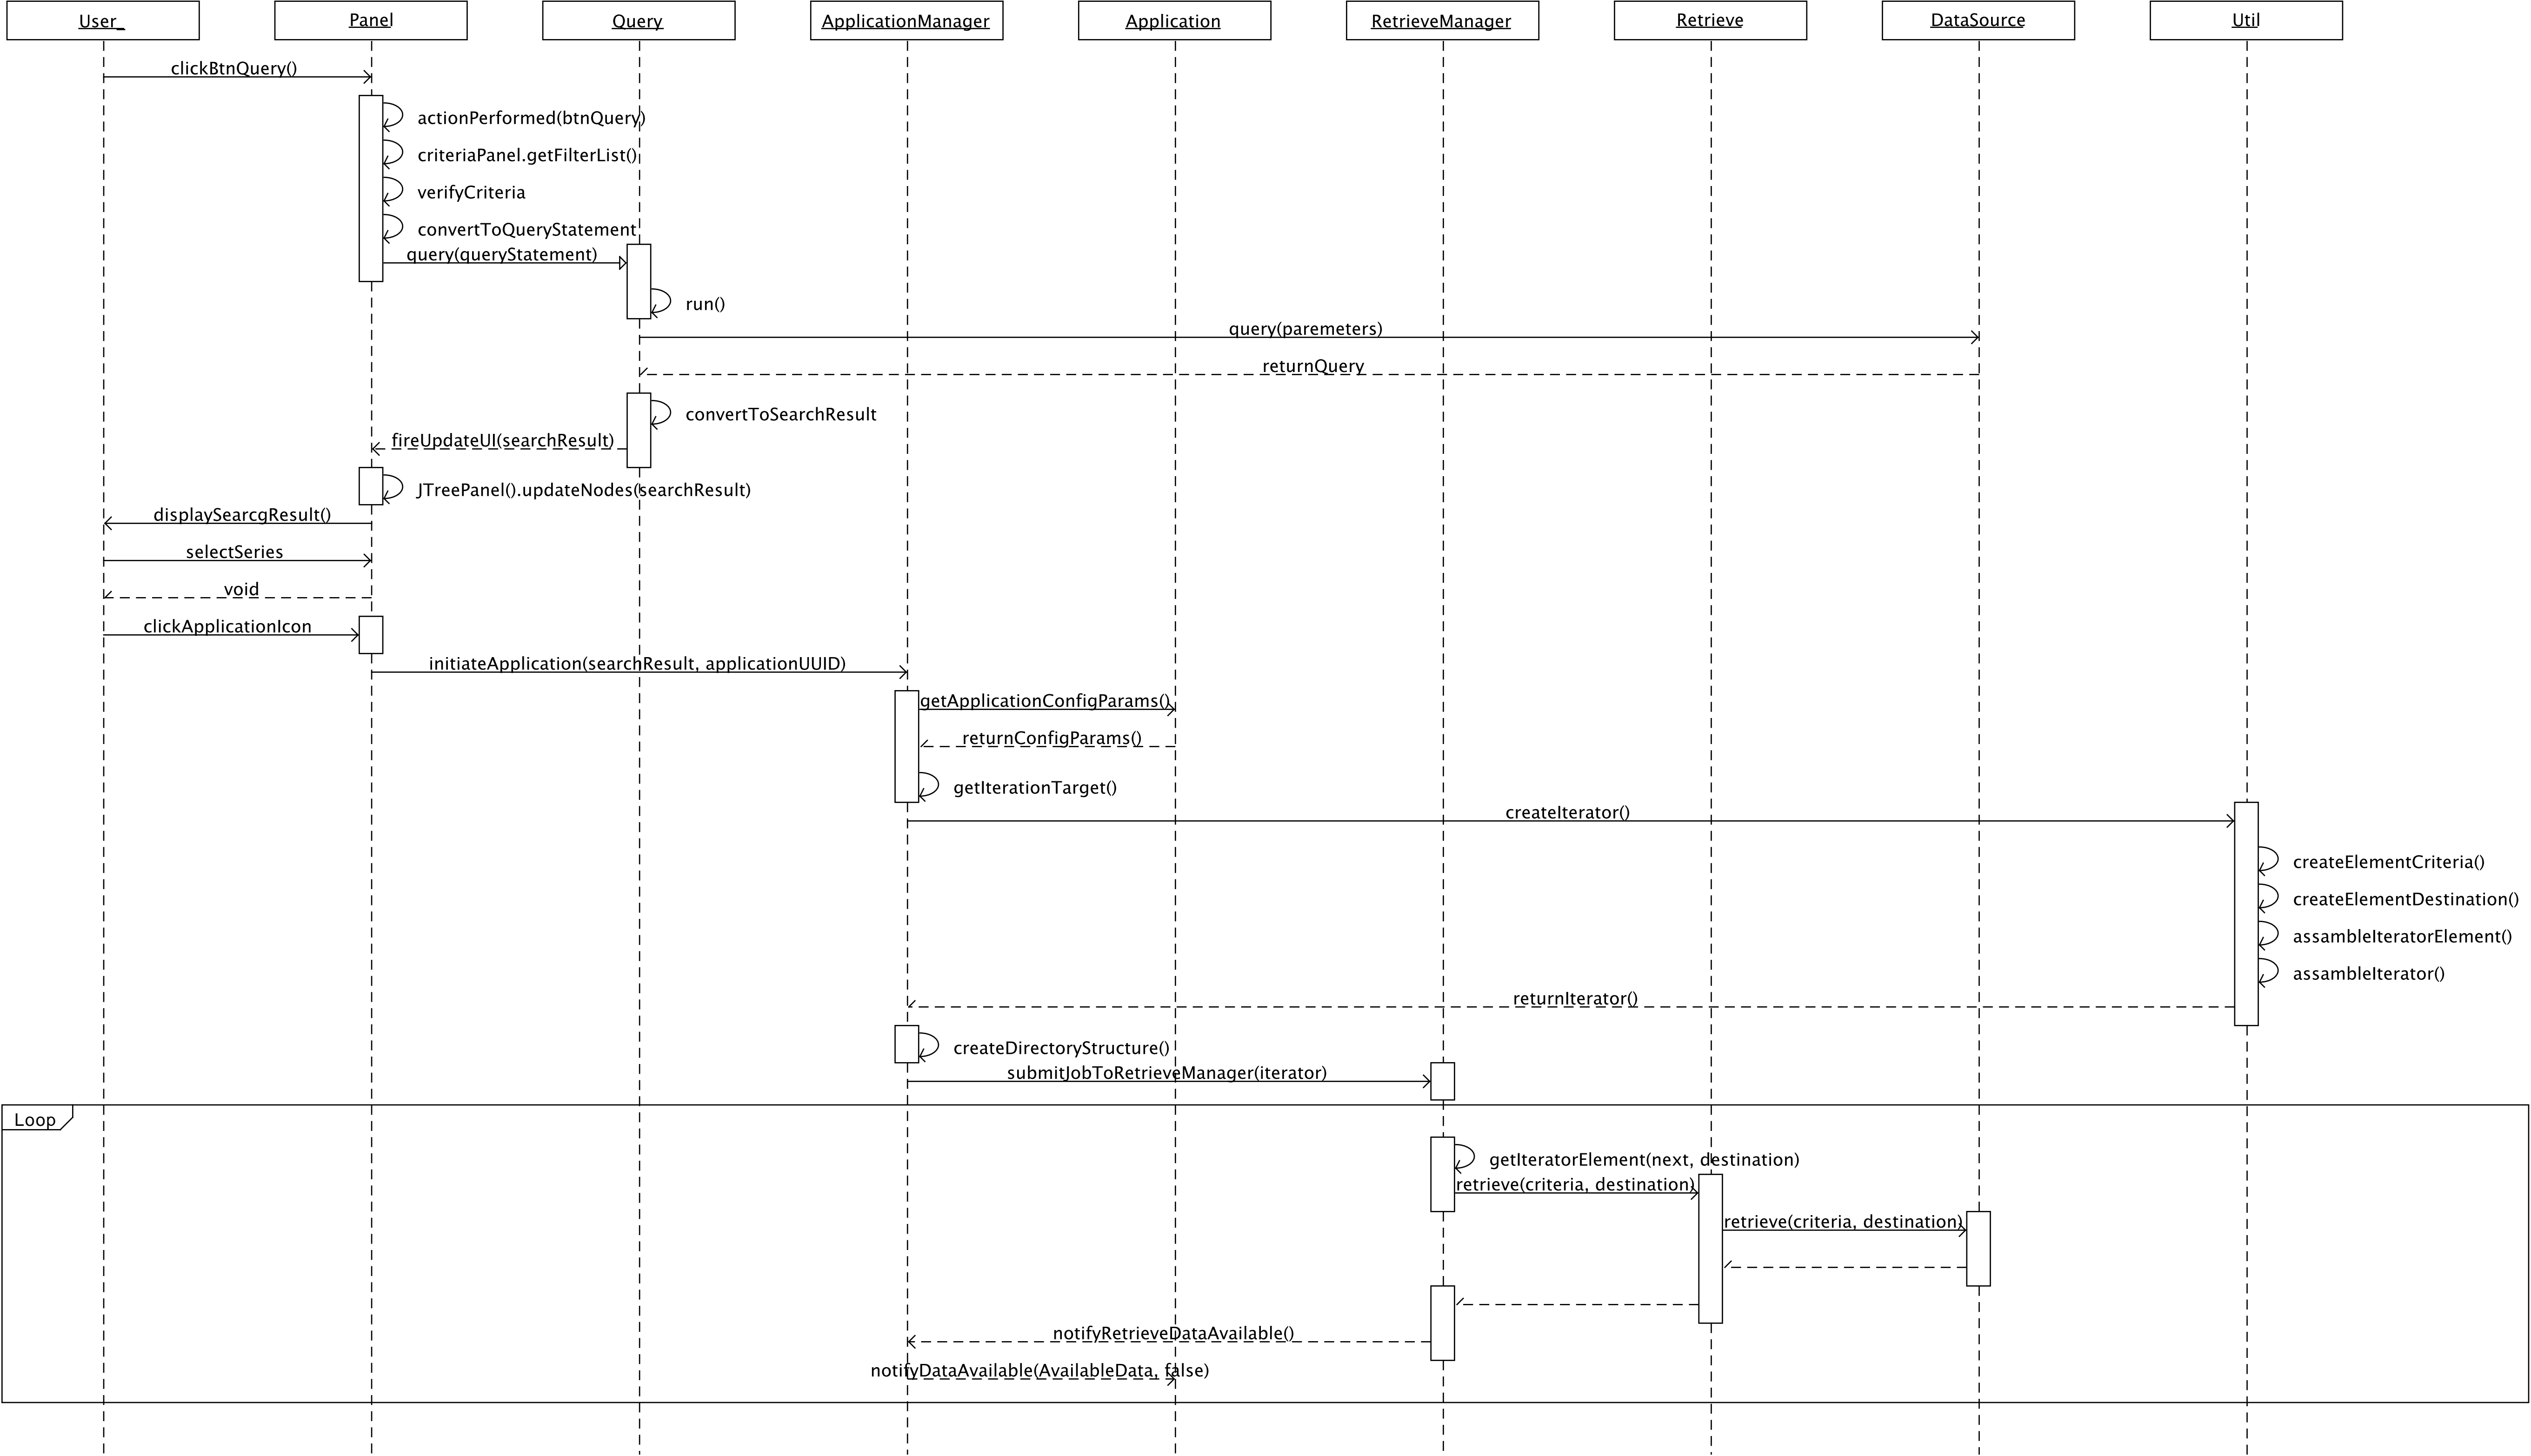 User_
Panel
Query
ApplicationManager
Application
RetrieveManager
Retrieve
DataSource
Util
clickBtnQuery()
actionPerformed(btnQuery)
criteriaPanel.getFilterList()
verifyCriteria
convertToQueryStatement
query(queryStatement)
run()
query(paremeters)
returnQuery
convertToSearchResult
fireUpdateUI(searchResult)
JTreePanel().updateNodes(searchResult)
displaySearcgResult()
selectSeries
void
clickApplicationIcon
initiateApplication(searchResult, applicationUUID)
getApplicationConfigParams()
returnConfigParams()
getIterationTarget()
createIterator()
createElementCriteria()
createElementDestination()
assambleIteratorElement()
assambleIterator()
returnIterator()
createDirectoryStructure()
submitJobToRetrieveManager(iterator)
Loop
getIteratorElement(next, destination)
retrieve(criteria, destination)
retrieve(criteria, destination)
notifyRetrieveDataAvailable()
notifyDataAvailable(AvailableData, false)